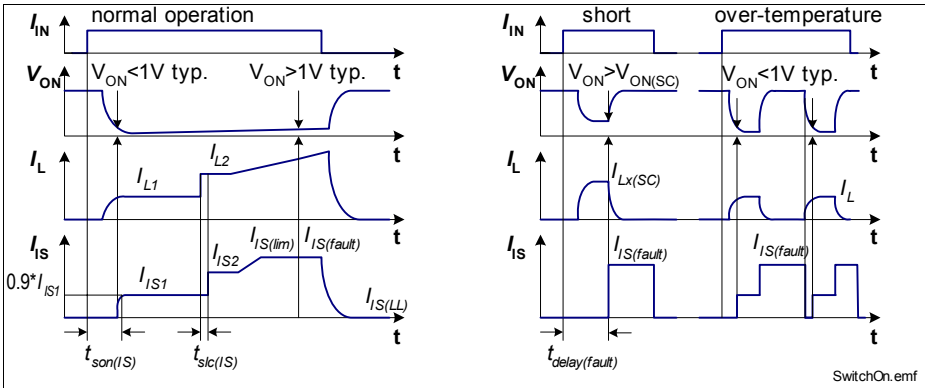 normal operation
short
over-temperature
I_IN
t
I_IN
t
V_ON
V_ON<1V typ.
V_ON>1V typ.
t
V_ON
V_ON>V_ON(SC)
V_ON<1V typ.
t
I_L
I_L1
I_L2
t
I_L
I_Lx(SC)
I_L
t
I_IS
0.9*I_IS1
I_IS1
I_IS2
I_IS(lim)
I_IS(fault)
I_IS(LL)
t
I_IS
I_IS(fault)
I_IS(fault)
t
t_son(IS)
t_slc(IS)
t_delay(fault)
SwitchOn.emf